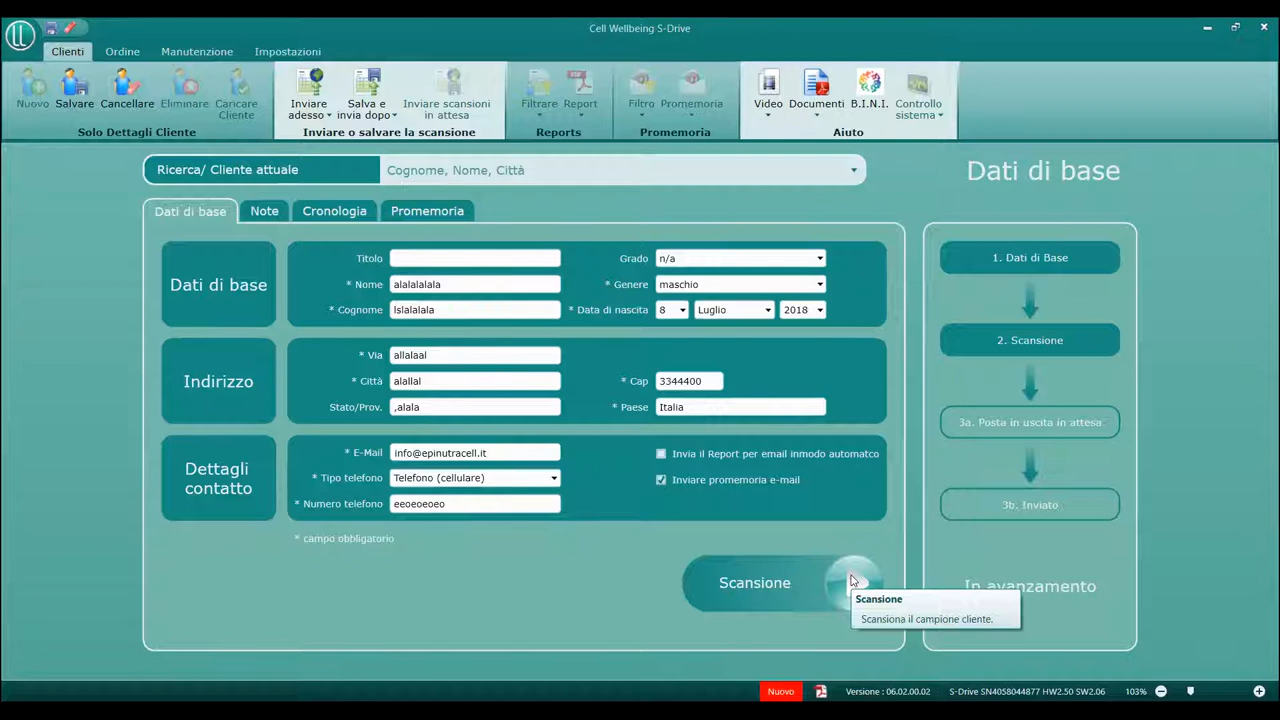 Cell Wellbeing S-Drive
Clienti Ordine Manutenzione Impostazioni
Nuovo Salvare Cancellare Eliminare Caricare Cliente
Solo Dettagli Cliente
Inviare adesso Salva e invia dopo Inviare scansioni in attesa
Inviare o salvare la scansione
Filtrare Report
Reports
Filtro Promemoria
Promemoria
Video Documenti B.I.N.I. Controllo sistema
Aiuto
Ricerca/ Cliente attuale Cognome, Nome, Città
Dati di base
Dati di base Note Cronologia Promemoria
Dati di base
Titolo
Grado n/a
* Nome alalalalala
* Genere maschio
* Cognome lslalalala
* Data di nascita 8 Luglio 2018
Indirizzo
* Via allalaal
* Città alallal
* Cap 3344400
Stato/Prov. ,alala
* Paese Italia
Dettagli contatto
* E-Mail info@epinutracell.it
Invia il Report per email inmodo automatco
* Tipo telefono Telefono (cellulare)
Inviare promemoria e-mail
* Numero telefono eeoeoeoeo
* campo obbligatorio
Scansione
Scansione
Scansiona il campione cliente.
1. Dati di Base
2. Scansione
3a. Posta in uscita in attesa
3b. Inviato
In avanzamento
Nuovo Versione : 06.02.00.02 S-Drive SN4058044877 HW2.50 SW2.06 103%